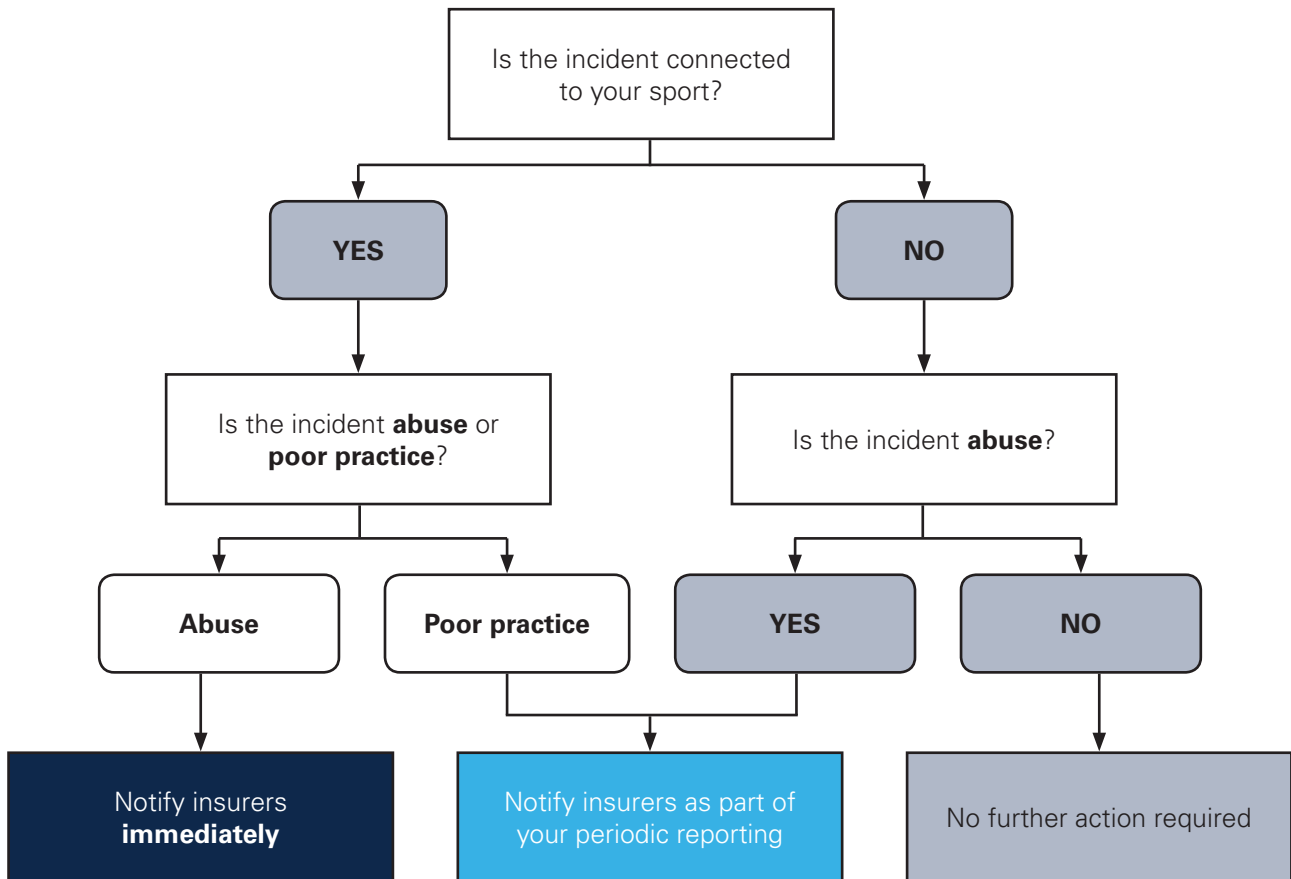 Is the incident connected
to your sport?
YES
NO
Is the incident abuse or
poor practice?
Is the incident abuse?
Abuse
Poor practice
YES
NO
Notify insurers
immediately
Notify insurers as part of
your periodic reporting
No further action required